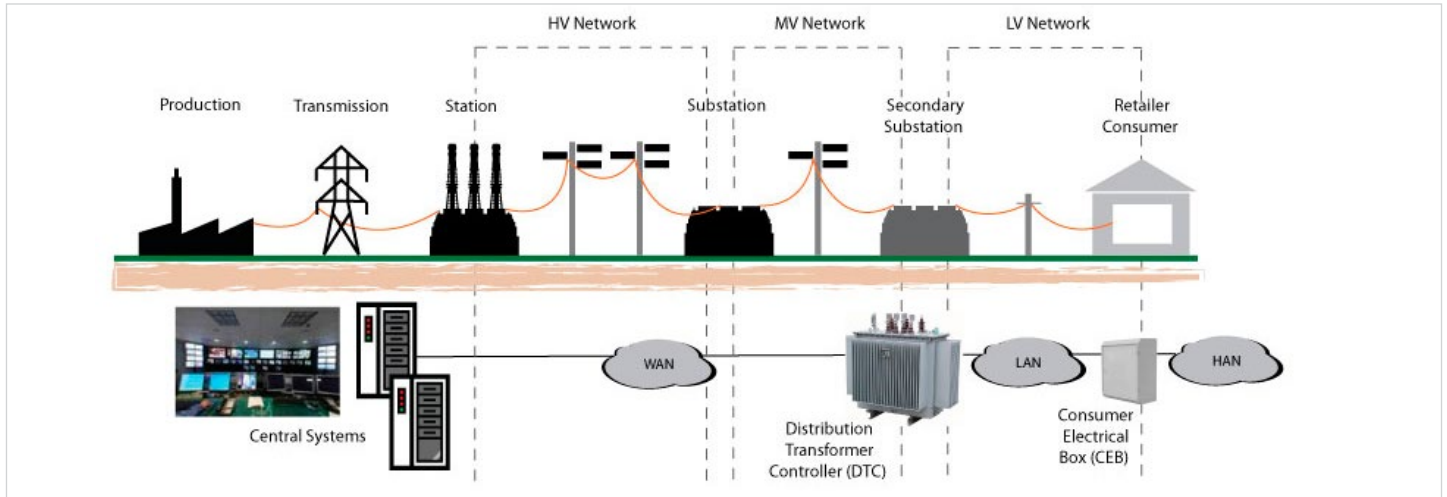 HV Network
MV Network
LV Network
Production
Transmission
Station
Substation
Secondary
Substation
Retailer
Consumer
WAN
LAN
HAN
Central Systems
Distribution
Transformer
Controller (DTC)
Consumer
Electrical
Box (CEB)